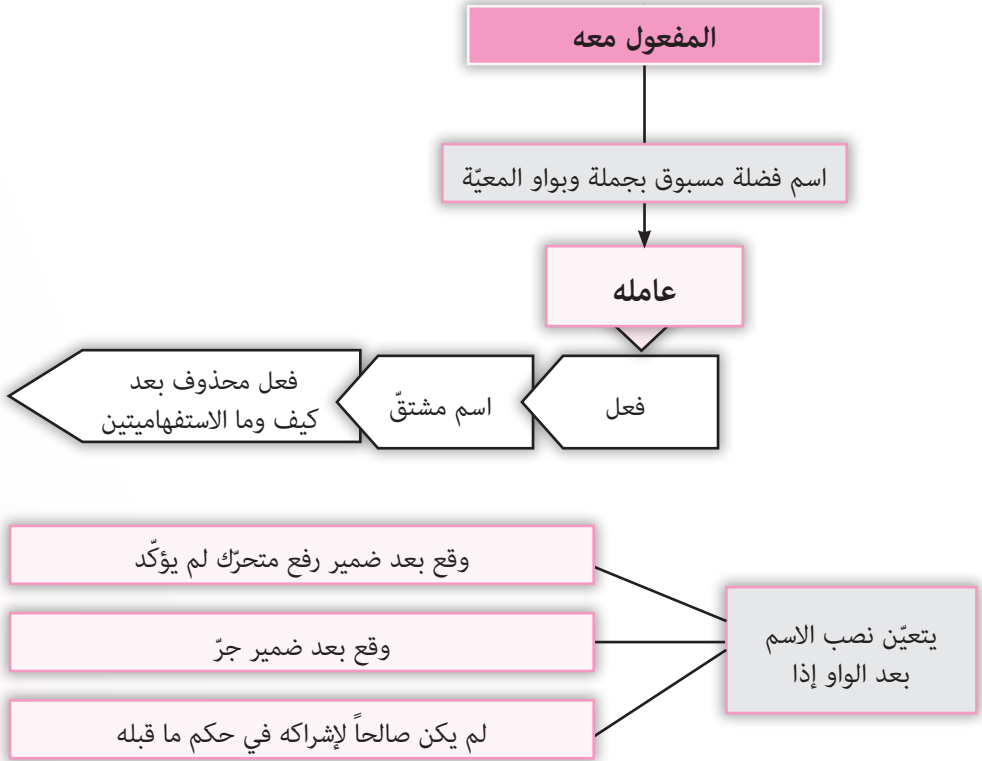 المفعول معه
اسم فضلة مسبوق بجملة وبواو المعيّة
عامله
فعل
اسم مشتقّ
فعل محذوف بعد
كيف وما الاستفهاميتين
يتعيّن نصب الاسم
بعد الواو إذا
وقع بعد ضمير رفع متحرّك لم يؤكّد
وقع بعد ضمير جرّ
لم يكن صالحاً لإشراكه في حكم ما قبله